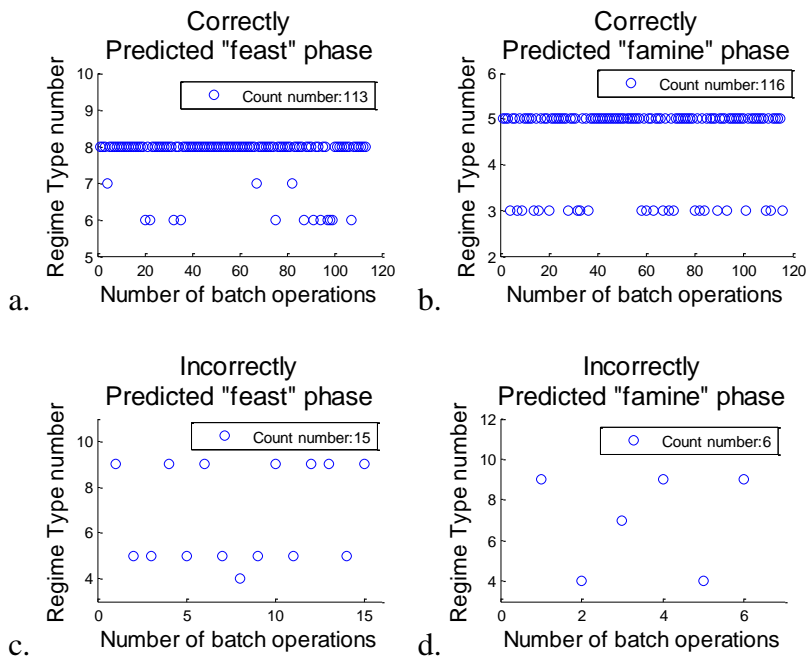 Correctly
Predicted "feast" phase
10
9
8
7
6
5
0 20 40 60 80 100 120
Count number:113
Regime Type number
Number of batch operations
a.
Correctly
Predicted "famine" phase
6
5
4
3
2
0 20 40 60 80 100 120
Count number:116
Regime Type number
Number of batch operations
b.
Incorrectly
Predicted "feast" phase
10
8
6
4
0 5 10 15
Count number:15
Regime Type number
Number of batch operations
c.
Incorrectly
Predicted "famine" phase
12
10
8
6
4
0 2 4 6
Count number:6
Regime Type number
Number of batch operations
d.